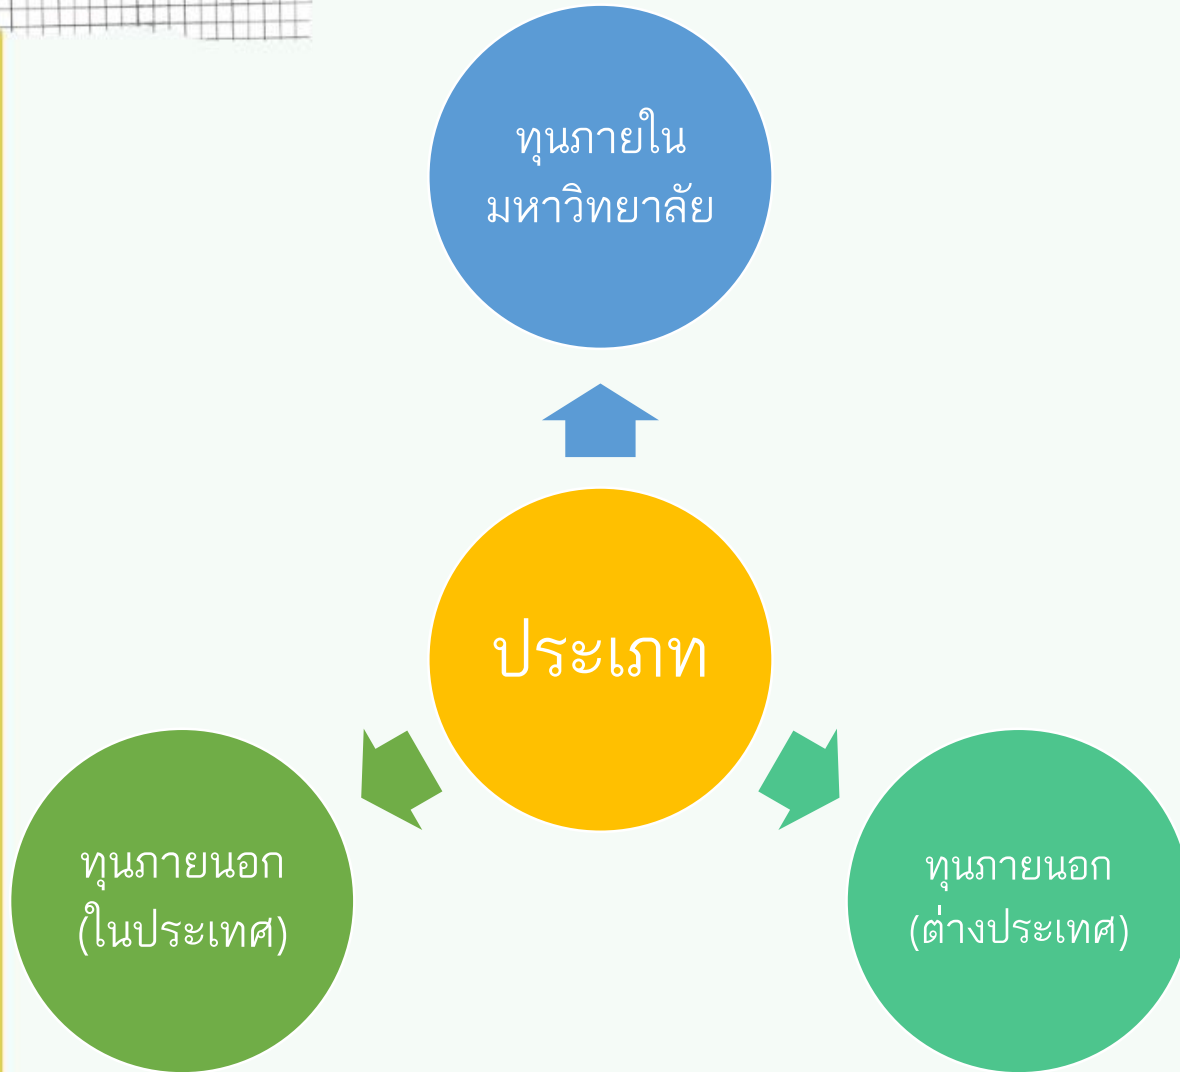 ทุนภายใน
มหาวิทยาลัย
ประเภท
ทุนภายนอก
(ในประเทศ)
ทุนภายนอก
(ต่างประเทศ)